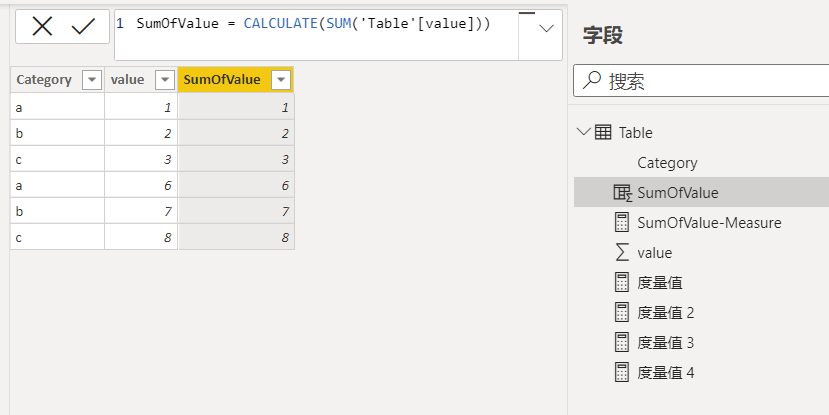 1 SumOfValue = CALCULATE(SUM('Table'[value]))
Category value SumOfValue
a 1 1
b 2 2
c 3 3
a 6 6
b 7 7
c 8 8
字段
搜索
Table
Category
SumOfValue
SumOfValue-Measure
value
度量值
度量值 2
度量值 3
度量值 4